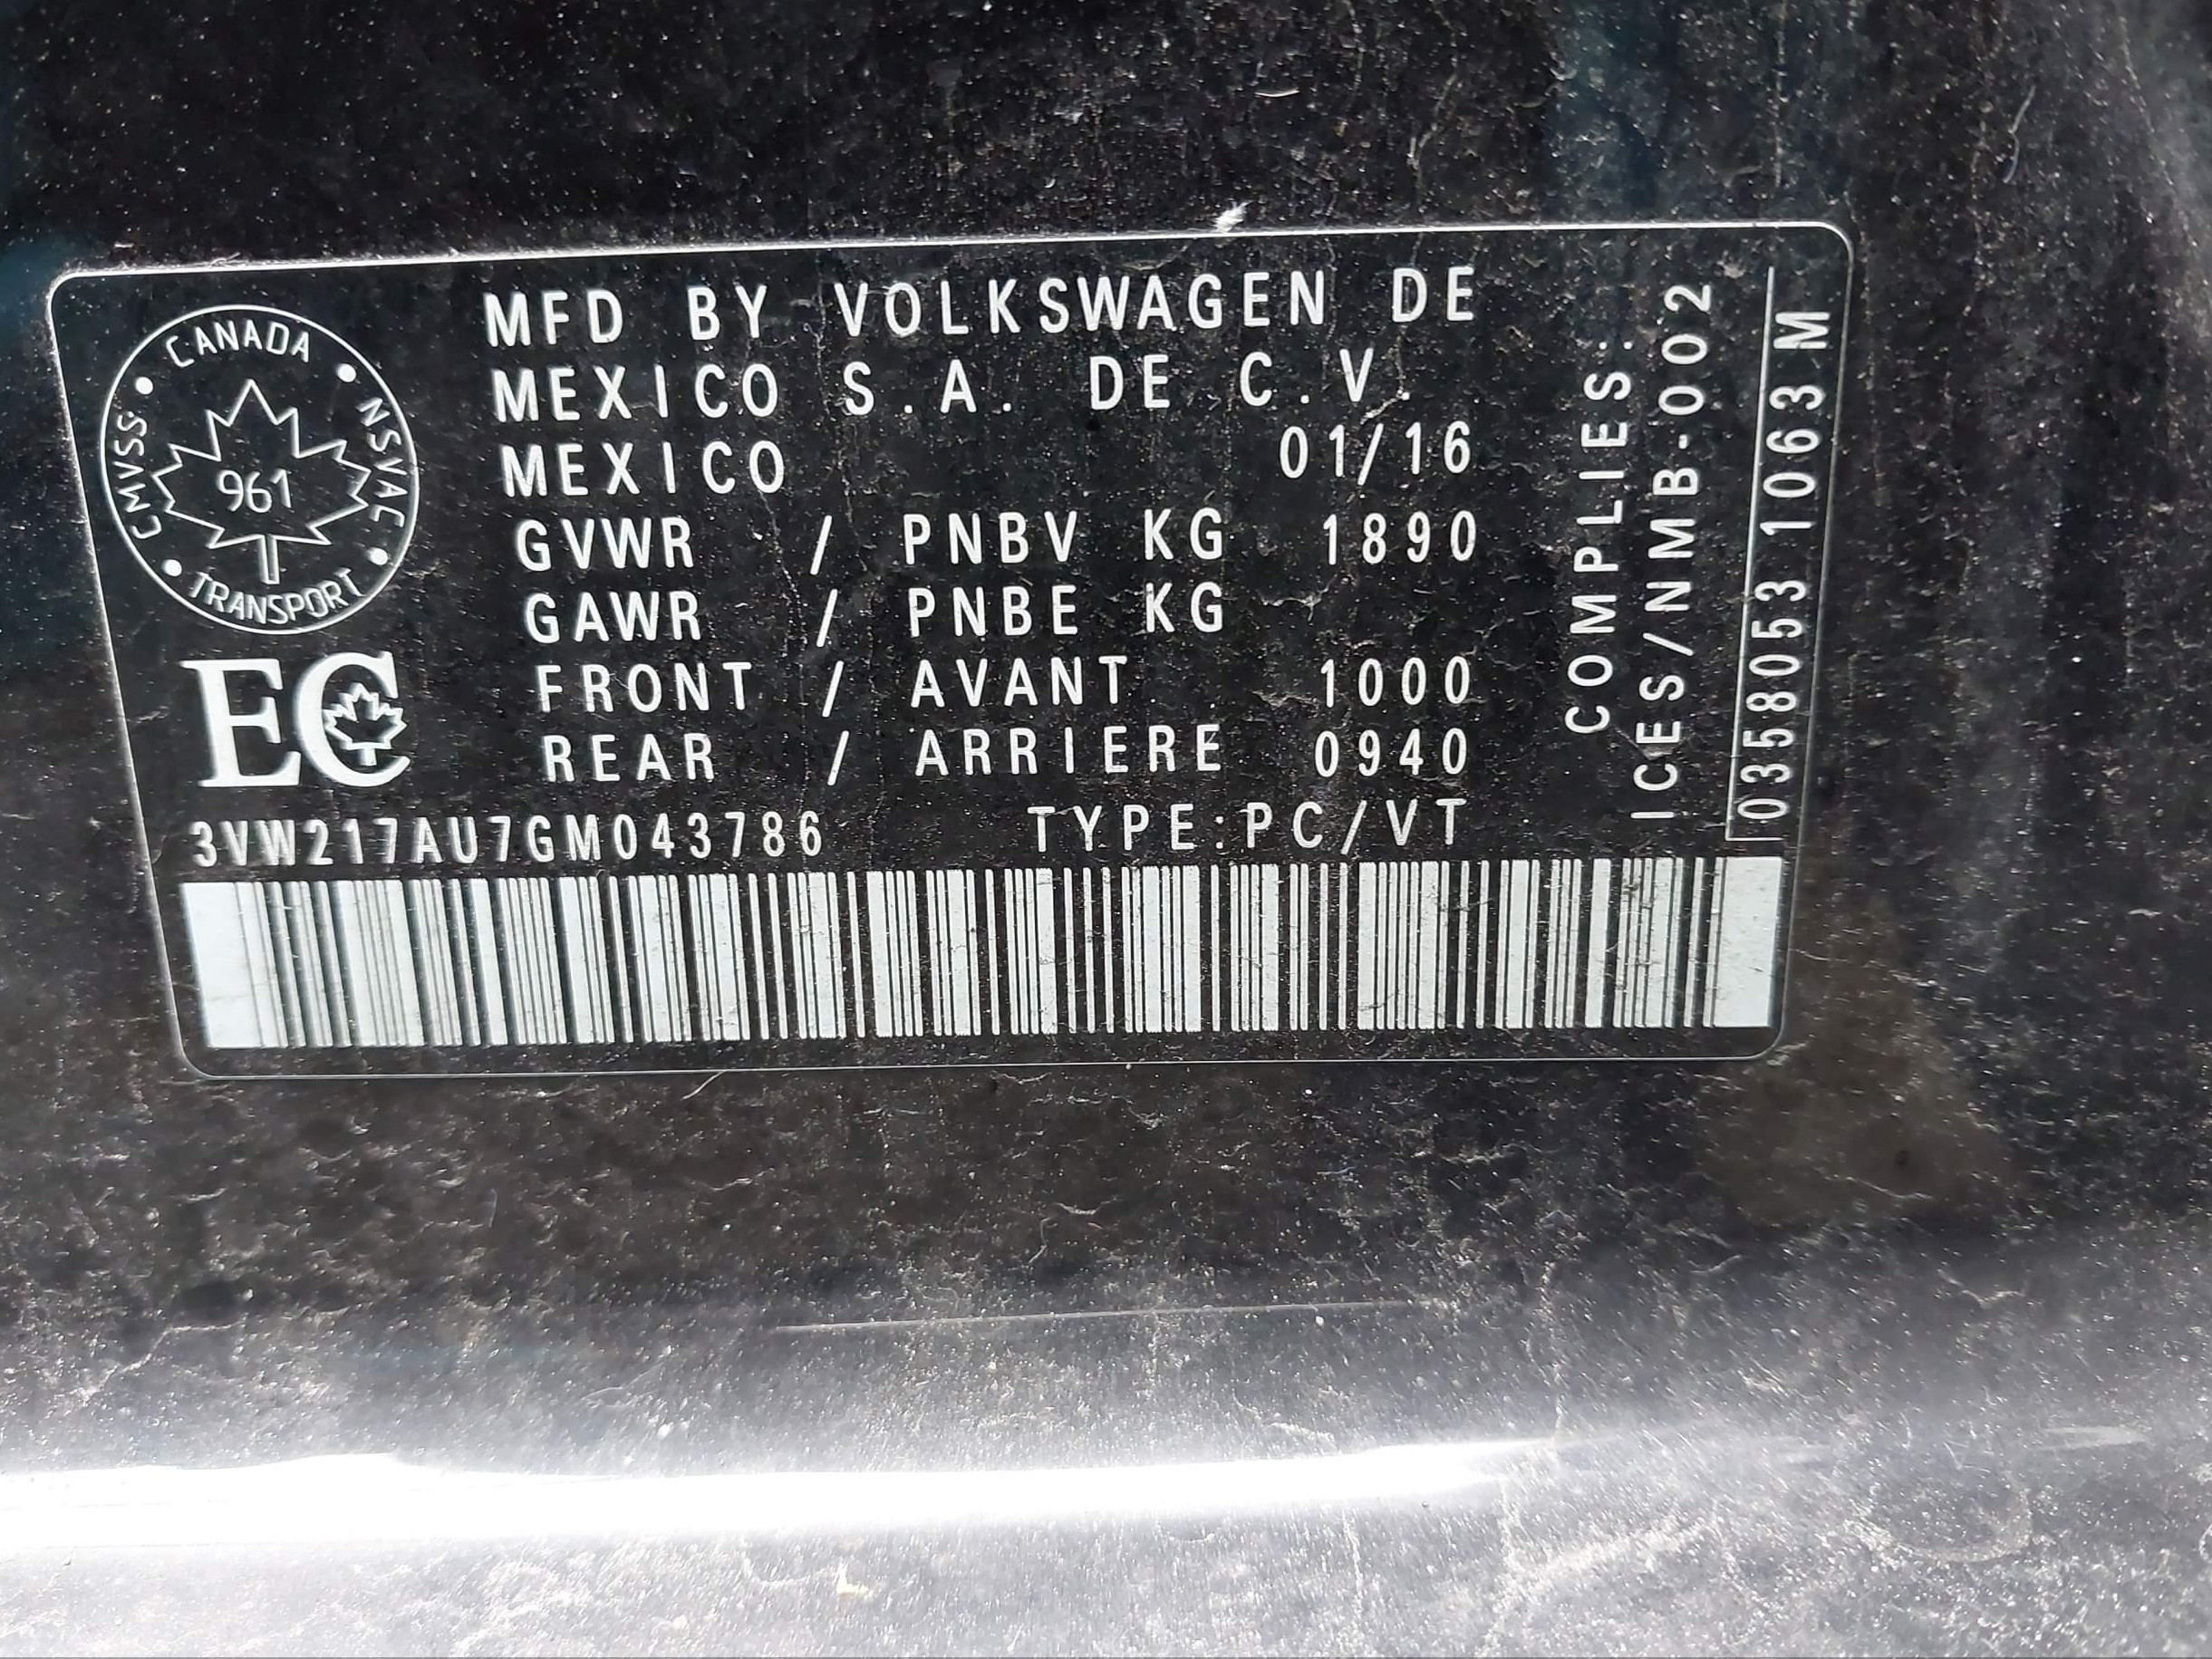 CANADA
CMVSS
NSVAC
961
TRANSPORT
EC
MFD BY VOLKSWAGEN DE
MEXICO S.A. DE C.V.
MEXICO 01/16
GVWR / PNBV KG 1890
GAWR / PNBE KG
FRONT / AVANT 1000
REAR / ARRIERE 0940
3VW217AU7GM043786 TYPE:PC/VT
COMPLIES:
ICES/NMB-002
0358053 1063 M